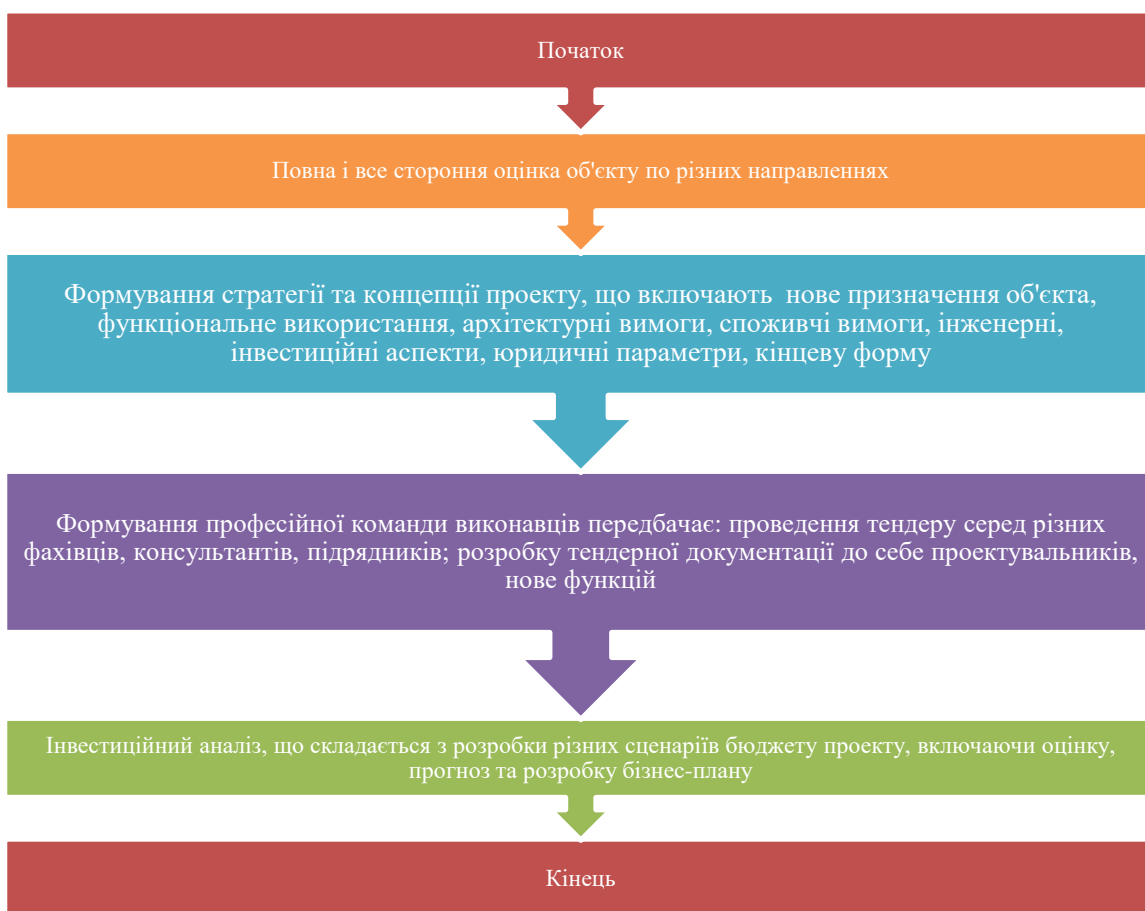 Початок
Повна і все стороння оцінка об'єкту по різних направленнях
Формування стратегії та концепції проекту, що включають нове призначення об'єкта,
функціональне використання, архітектурні вимоги, споживчі вимоги, інженерні,
інвестиційні аспекти, юридичні параметри, кінцеву форму
Формування професійної команди виконавців передбачає: проведення тендеру серед різних
фахівців, консультантів, підрядників; розробку тендерної документації до себе проектувальників,
нове функцій
Інвестиційний аналіз, що складається з розробки різних сценаріїв бюджету проекту, включаючи оцінку,
прогноз та розробку бізнес-плану
Кінець